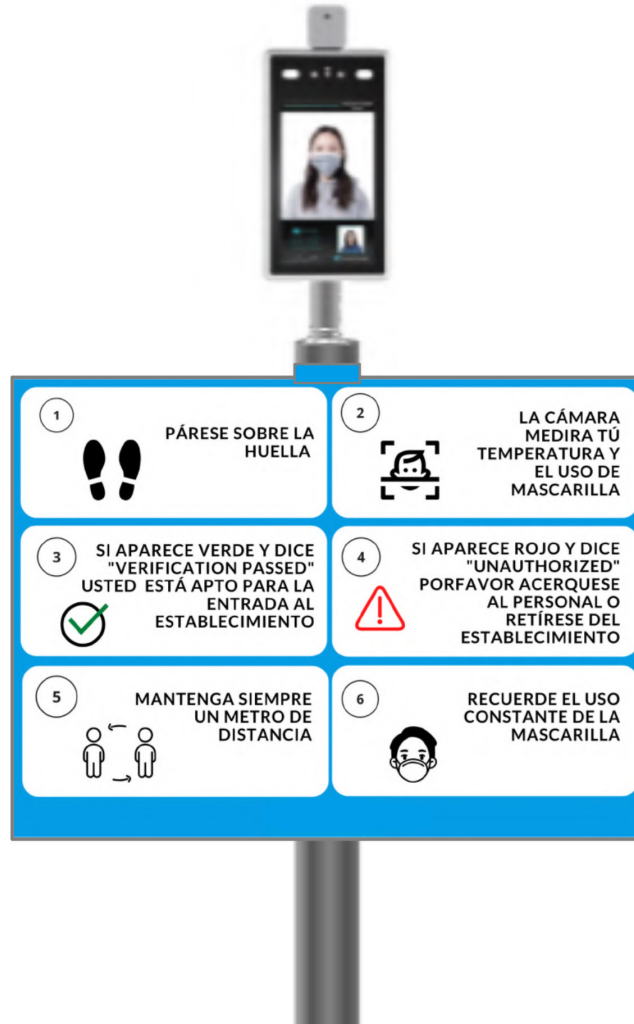 1
PÁRESE SOBRE LA
HUELLA
2
LA CÁMARA
MEDIRA TÚ
TEMPERATURA Y
EL USO DE
MASCARILLA
3
SI APARECE VERDE Y DICE
"VERIFICATION PASSED"
USTED ESTÁ APTO PARA LA
ENTRADA AL
ESTABLECIMIENTO
4
SI APARECE ROJO Y DICE
"UNAUTHORIZED"
PORFAVOR ACERQUESE
AL PERSONAL O
RETÍRESE DEL
ESTABLECIMIENTO
5
MANTENGA SIEMPRE
UN METRO DE
DISTANCIA
6
RECUERDE EL USO
CONSTANTE DE LA
MASCARILLA